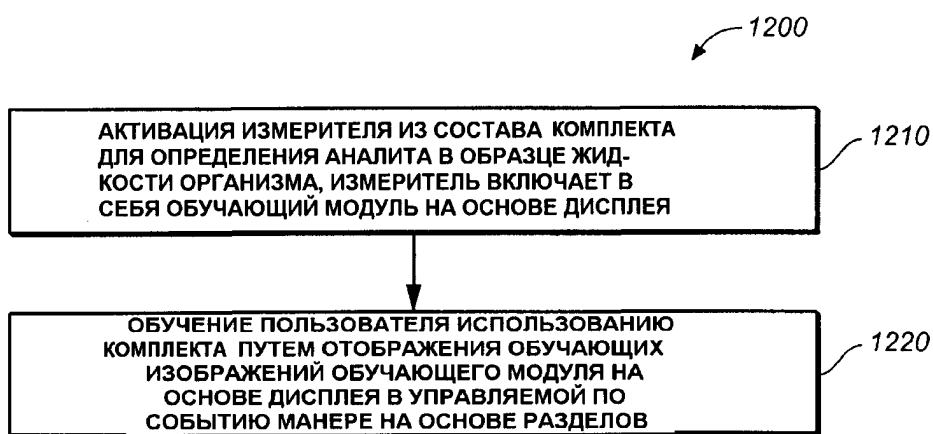 1200
АКТИВАЦИЯ ИЗМЕРИТЕЛЯ ИЗ СОСТАВА КОМПЛЕКТА
ДЛЯ ОПРЕДЕЛЕНИЯ АНАЛИТА В ОБРАЗЦЕ ЖИД-
КОСТИ ОРГАНИЗМА, ИЗМЕРИТЕЛЬ ВКЛЮЧАЕТ В
СЕБЯ ОБУЧАЮЩИЙ МОДУЛЬ НА ОСНОВЕ ДИСПЛЕЯ
1210
ОБУЧЕНИЕ ПОЛЬЗОВАТЕЛЯ ИСПОЛЬЗОВАНИЮ
КОМПЛЕКТА ПУТЕМ ОТОБРАЖЕНИЯ ОБУЧАЮЩИХ
ИЗОБРАЖЕНИЙ ОБУЧАЮЩЕГО МОДУЛЯ НА
ОСНОВЕ ДИСПЛЕЯ В УПРАВЛЯЕМОЙ ПО
СОБЫТИЮ МАНЕРЕ НА ОСНОВЕ РАЗДЕЛОВ
1220